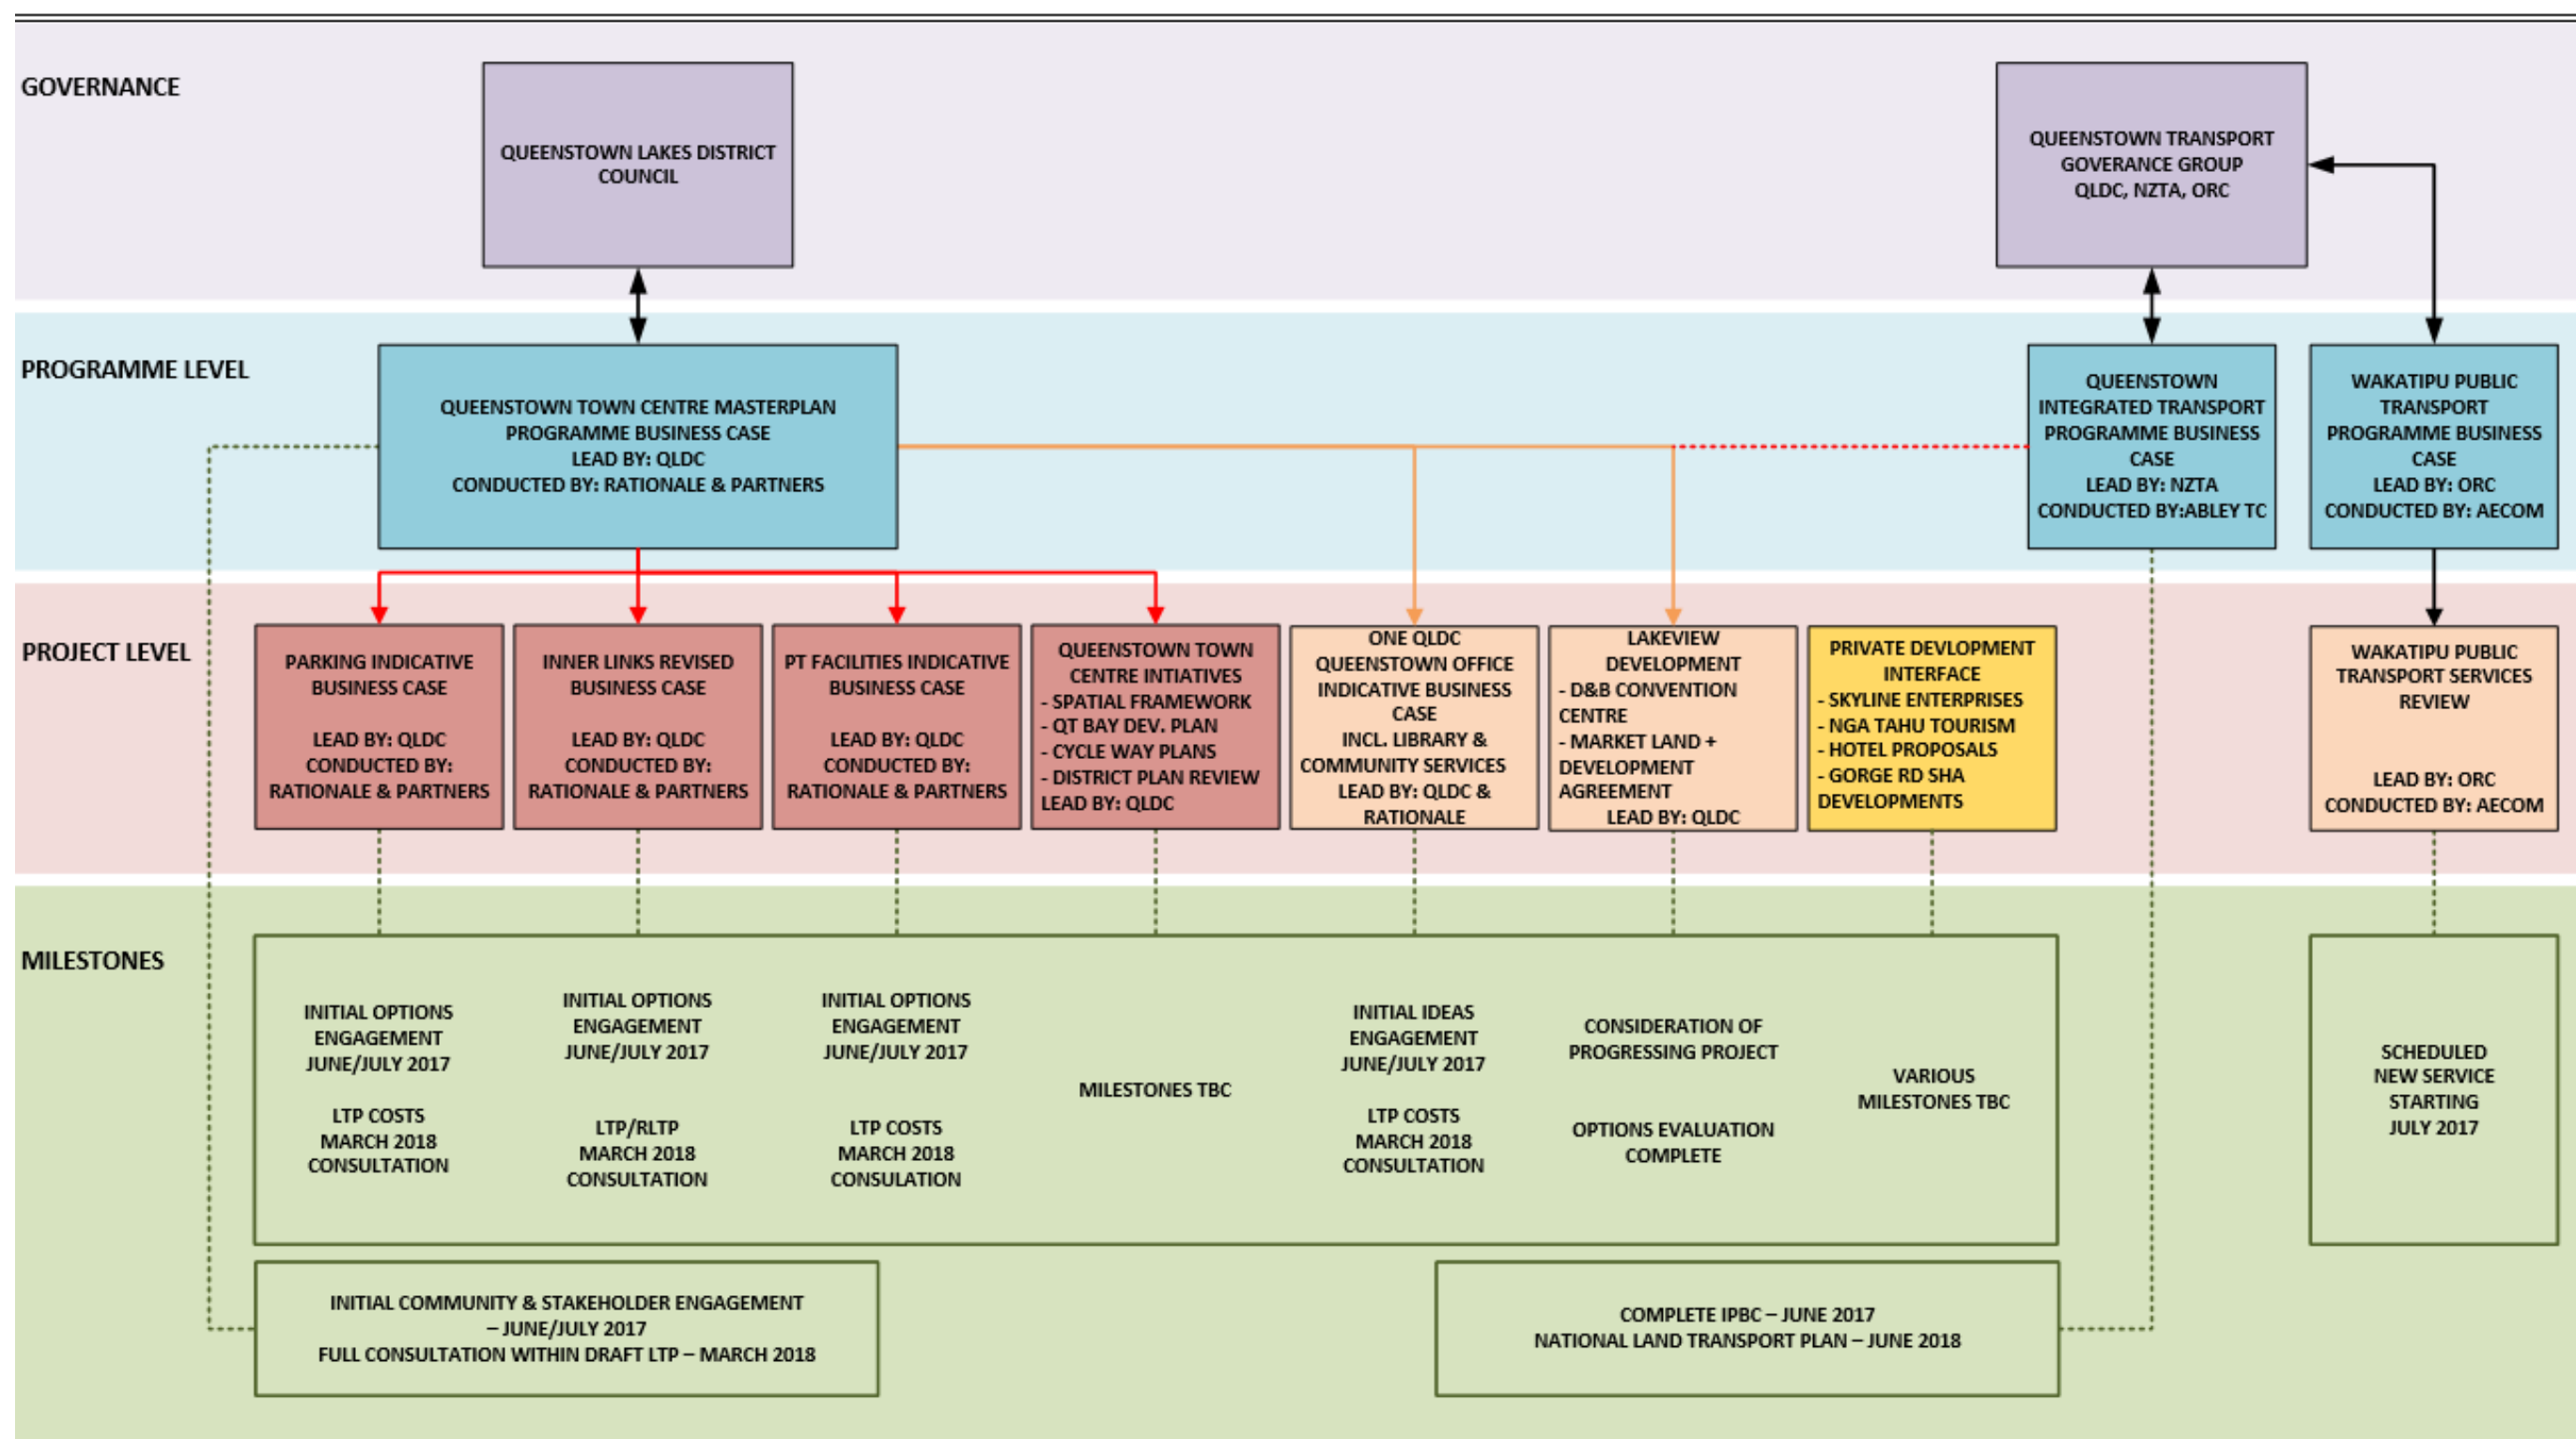 GOVERNANCE
QUEENSTOWN LAKES DISTRICT
COUNCIL
QUEENSTOWN TRANSPORT
GOVERANCE GROUP
QLDC, NZTA, ORC
PROGRAMME LEVEL
QUEENSTOWN TOWN CENTRE MASTERPLAN
PROGRAMME BUSINESS CASE
LEAD BY: QLDC
CONDUCTED BY: RATIONALE & PARTNERS
QUEENSTOWN
INTEGRATED TRANSPORT
PROGRAMME BUSINESS
CASE
LEAD BY: NZTA
CONDUCTED BY:ABLEY TC
WAKATIPU PUBLIC
TRANSPORT
PROGRAMME BUSINESS
CASE
LEAD BY: ORC
CONDUCTED BY: AECOM
PROJECT LEVEL
PARKING INDICATIVE
BUSINESS CASE
LEAD BY: QLDC
CONDUCTED BY:
RATIONALE & PARTNERS
INNER LINKS REVISED
BUSINESS CASE
LEAD BY: QLDC
CONDUCTED BY:
RATIONALE & PARTNERS
PT FACILITIES INDICATIVE
BUSINESS CASE
LEAD BY: QLDC
CONDUCTED BY:
RATIONALE & PARTNERS
QUEENSTOWN TOWN
CENTRE INTIATIVES
- SPATIAL FRAMEWORK
- QT BAY DEV. PLAN
- CYCLE WAY PLANS
- DISTRICT PLAN REVIEW
LEAD BY: QLDC
ONE QLDC
QUEENSTOWN OFFICE
INDICATIVE BUSINESS
CASE
INCL. LIBRARY &
COMMUNITY SERVICES
LEAD BY: QLDC &
RATIONALE
LAKEVIEW
DEVELOPMENT
- D&B CONVENTION
CENTRE
- MARKET LAND +
DEVELOPMENT
AGREEMENT
LEAD BY: QLDC
PRIVATE DEVLOPMENT
INTERFACE
- SKYLINE ENTERPRISES
- NGA TAHU TOURISM
- HOTEL PROPOSALS
- GORGE RD SHA
DEVELOPMENTS
WAKATIPU PUBLIC
TRANSPORT SERVICES
REVIEW
LEAD BY: ORC
CONDUCTED BY: AECOM
MILESTONES
INITIAL OPTIONS
ENGAGEMENT
JUNE/JULY 2017
LTP COSTS
MARCH 2018
CONSULTATION
INITIAL OPTIONS
ENGAGEMENT
JUNE/JULY 2017
LTP/RLTP
MARCH 2018
CONSULTATION
INITIAL OPTIONS
ENGAGEMENT
JUNE/JULY 2017
LTP COSTS
MARCH 2018
CONSULATION
MILESTONES TBC
INITIAL IDEAS
ENGAGEMENT
JUNE/JULY 2017
LTP COSTS
MARCH 2018
CONSULTATION
CONSIDERATION OF
PROGRESSING PROJECT
OPTIONS EVALUATION
COMPLETE
VARIOUS
MILESTONES TBC
SCHEDULED
NEW SERVICE
STARTING
JULY 2017
INITIAL COMMUNITY & STAKEHOLDER ENGAGEMENT
– JUNE/JULY 2017
FULL CONSULTATION WITHIN DRAFT LTP – MARCH 2018
COMPLETE IPBC – JUNE 2017
NATIONAL LAND TRANSPORT PLAN – JUNE 2018